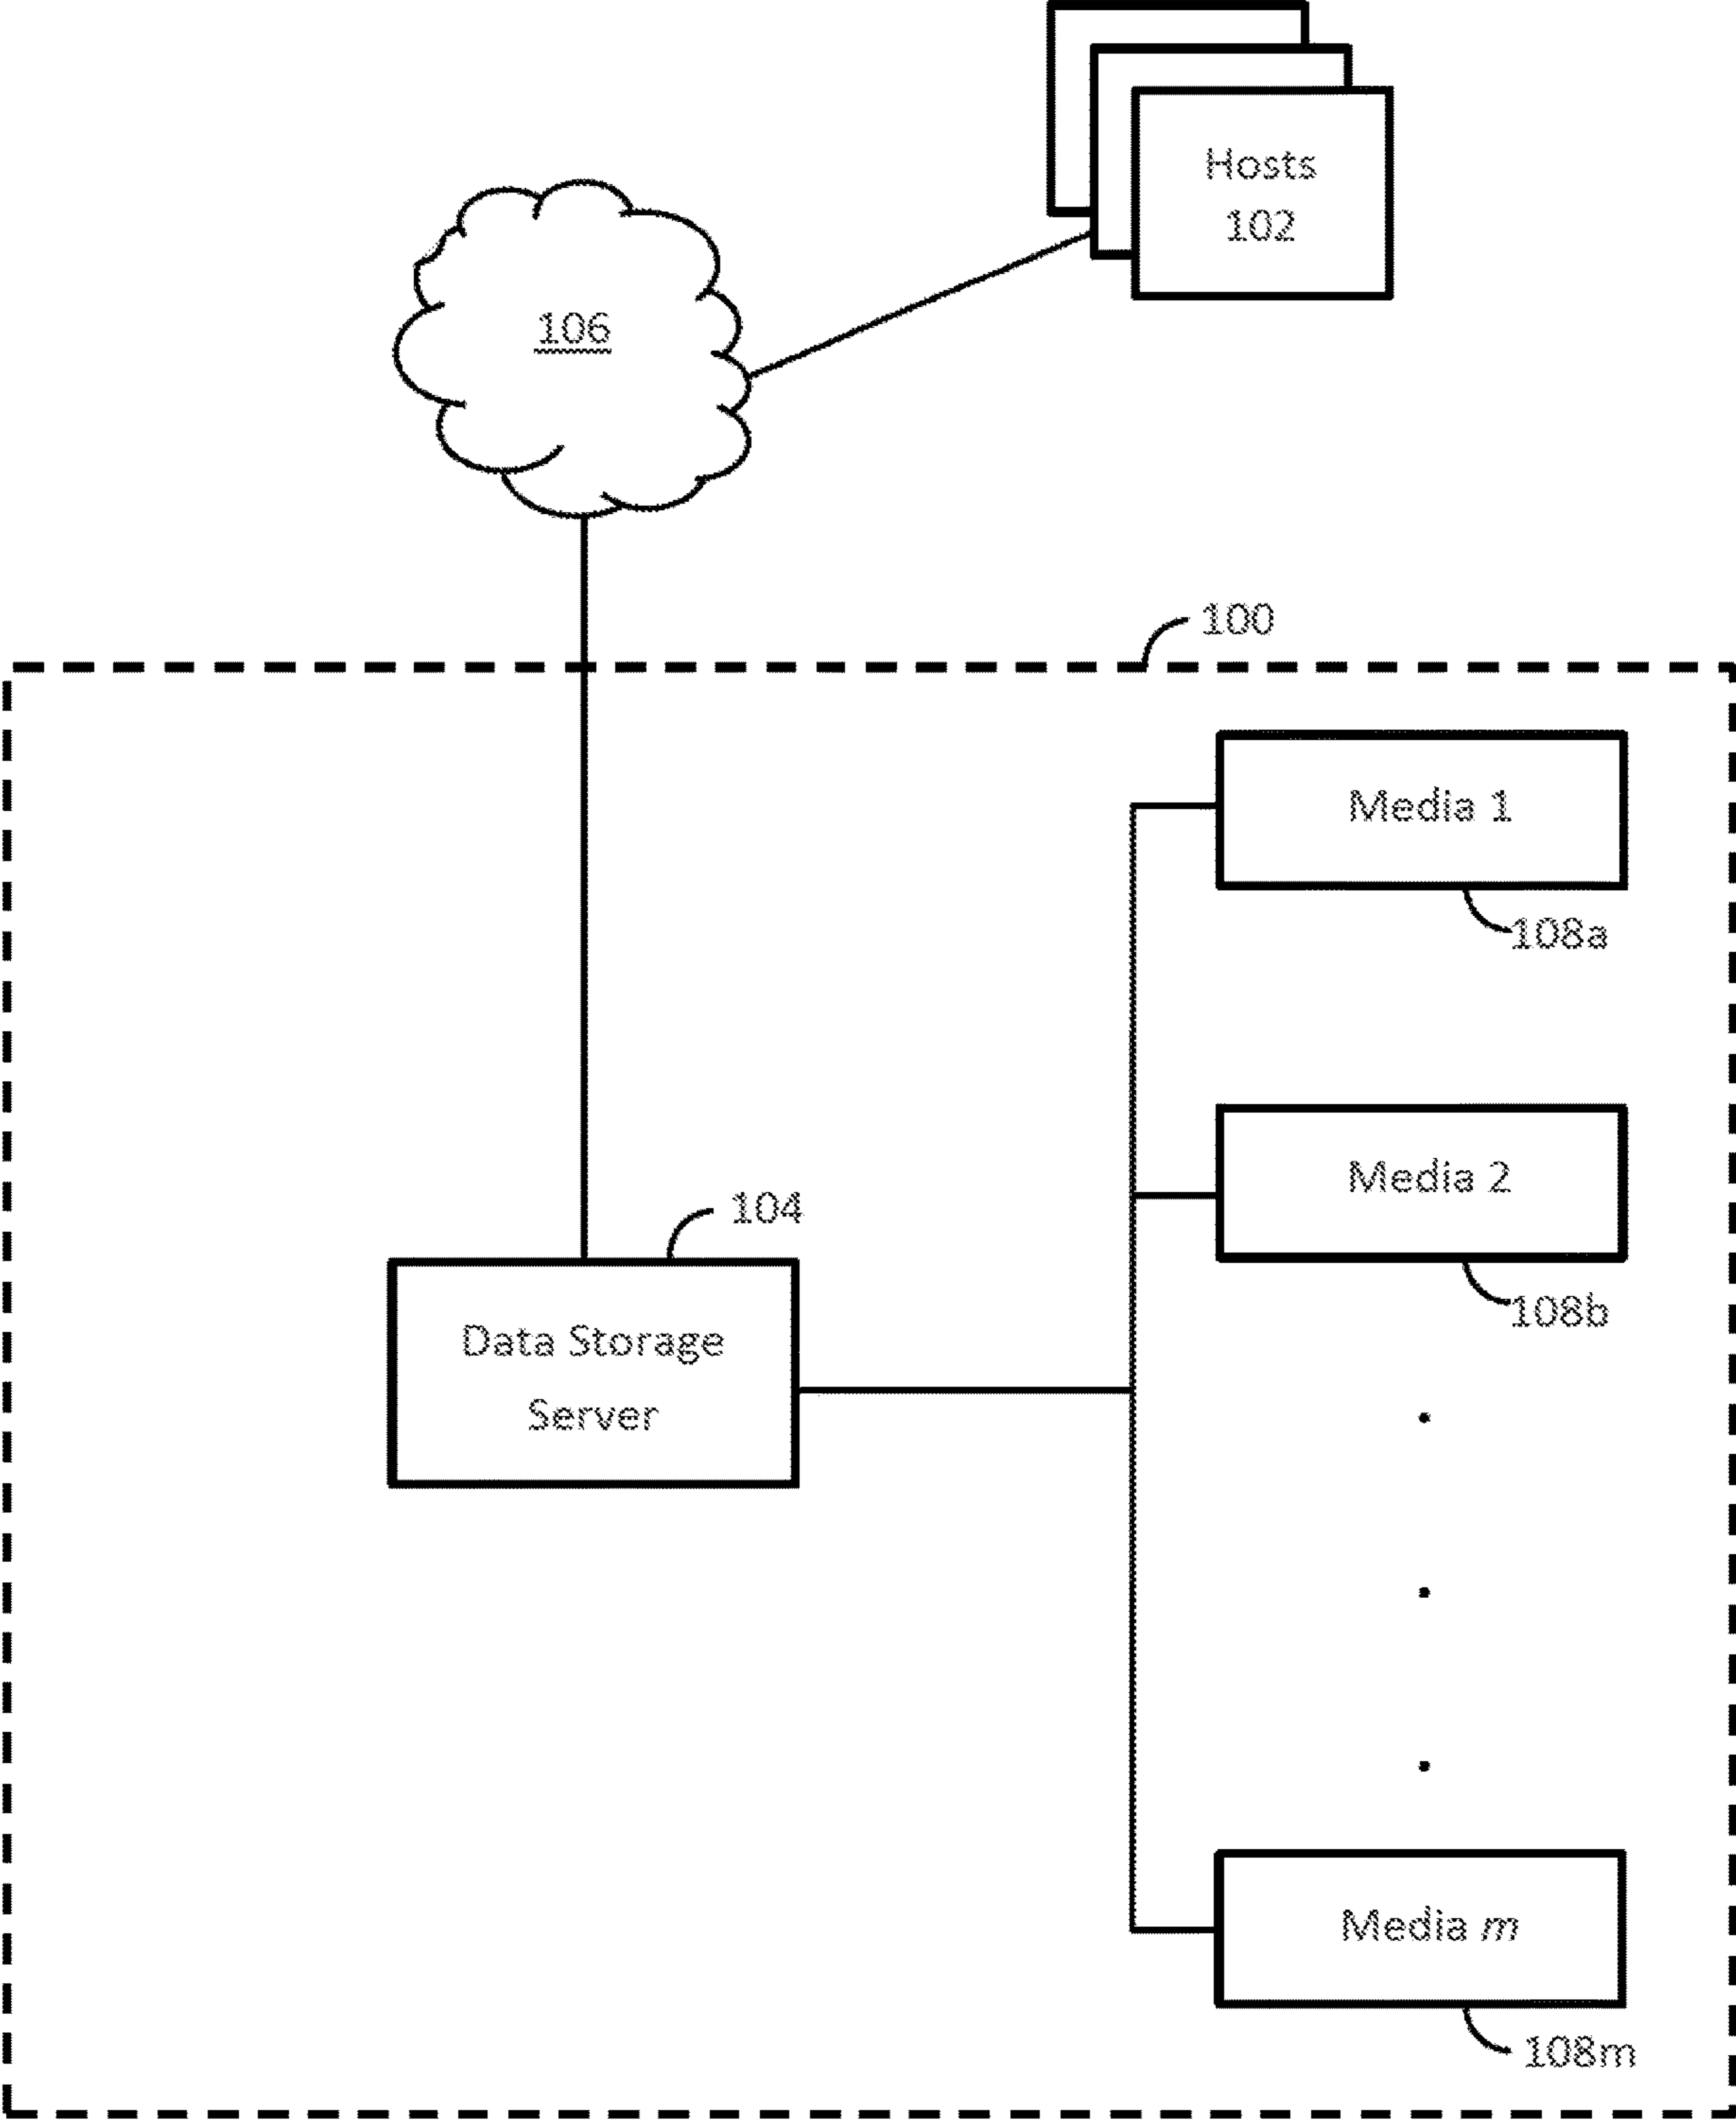 Hosts
102
106
100
Media 1
108a
Media 2
108b
104
Data Storage
Server
Media m
108m